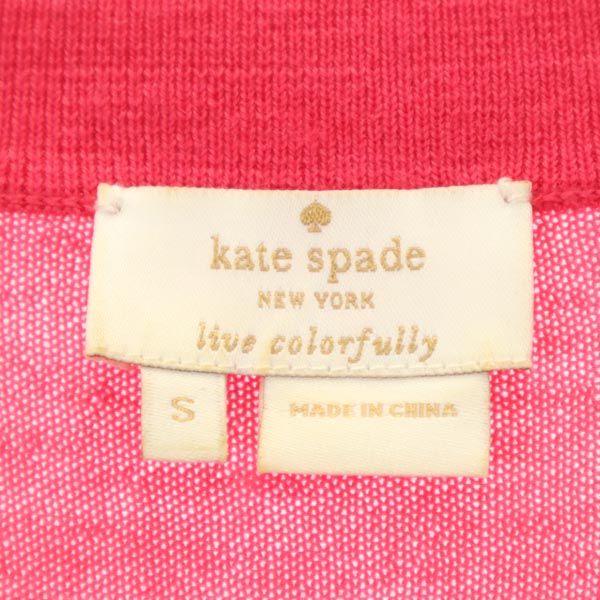 kate spade
NEW YORK
live colorfully
S
MADE IN CHINA